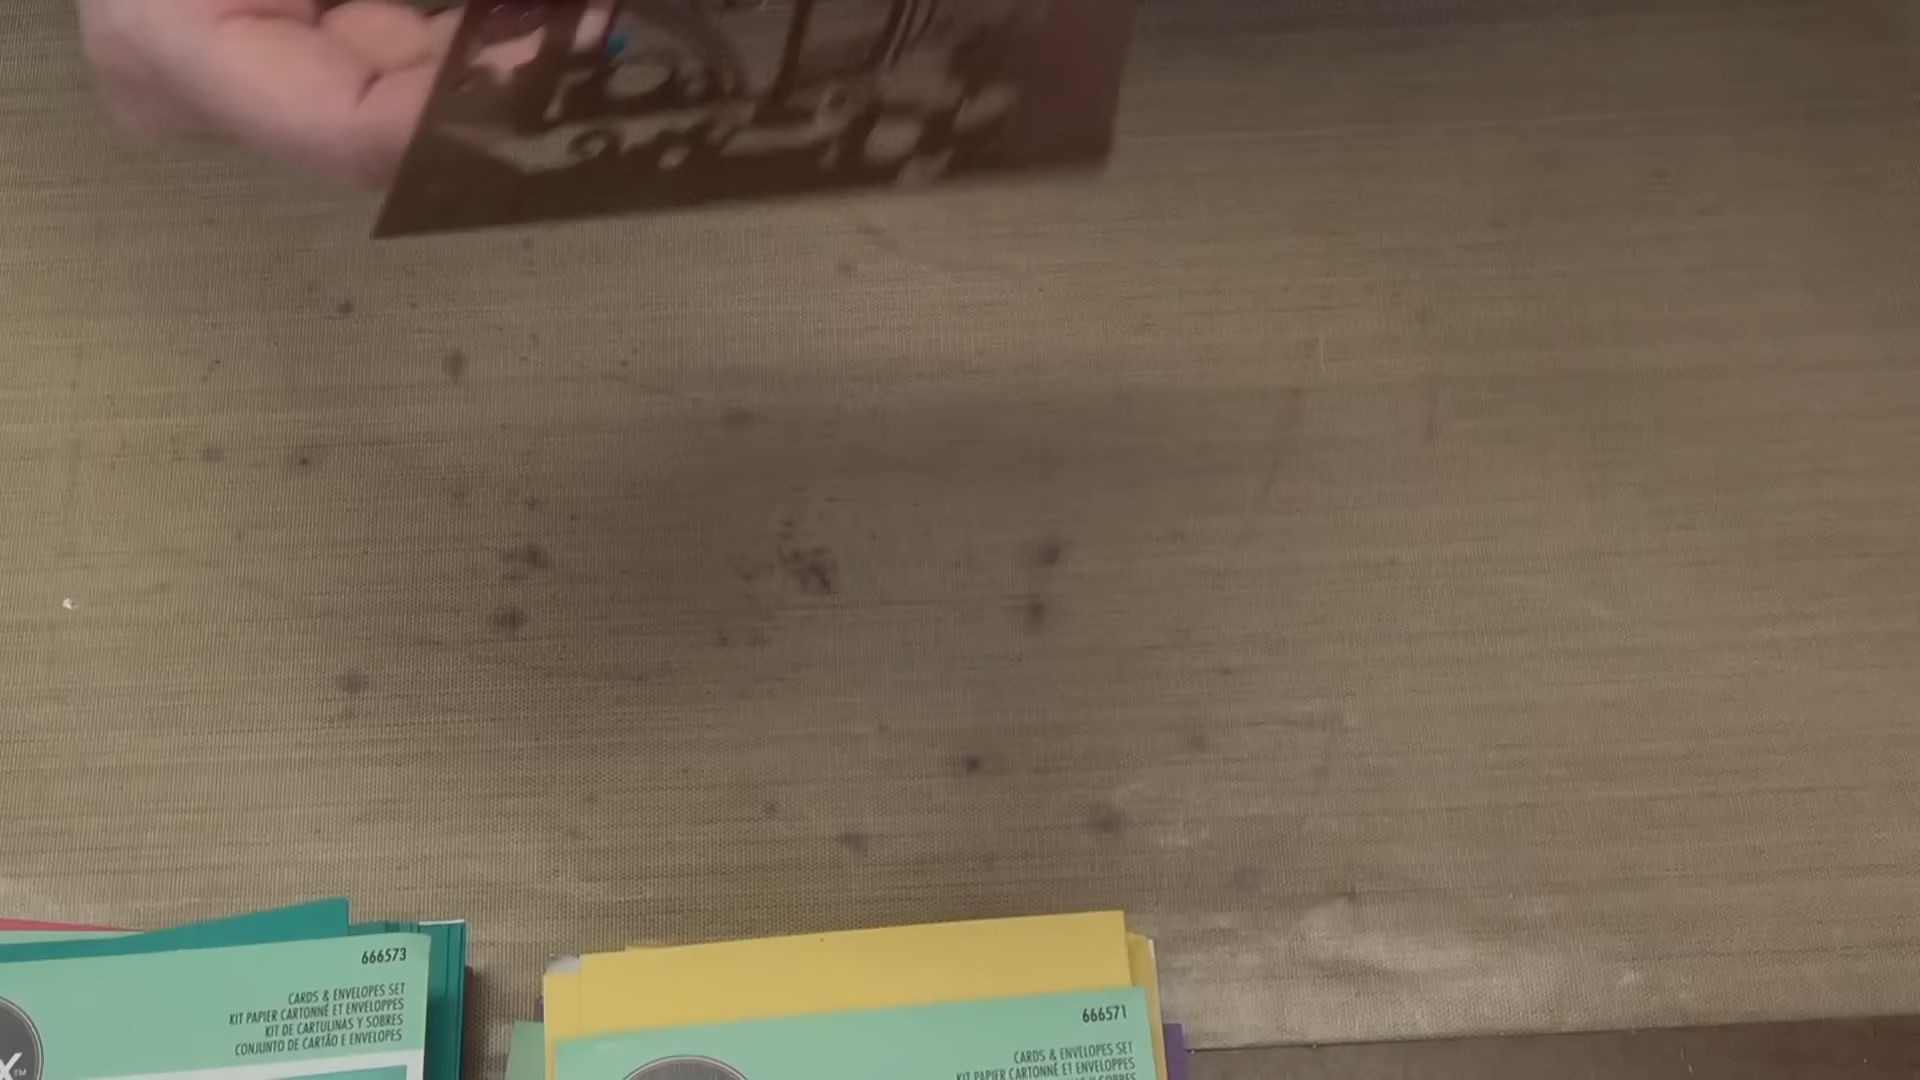 666573
CARDS & ENVELOPES SET
KIT PAPIER CARTONNÉ ET ENVELOPPES
KIT DE CARTULINAS Y SOBRES
CONJUNTO DE CARTÃO E ENVELOPES
X™
666571
CARDS & ENVELOPES SET
KIT PAPIER CARTONNÉ ET ENVELOPPES